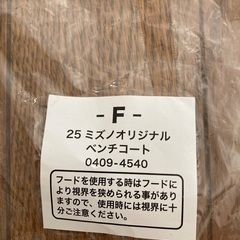 - F -
25 ミズノオリジナル
ベンチコート
0409-4540
フードを使用する時はフードに
より視界を狭められる事があり
ますので、使用時には視界に十
分ご注意ください。